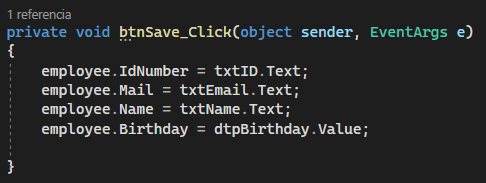 1 referencia
private void btnSave_Click(object sender, EventArgs e)
{
employee.IdNumber = txtID.Text;
employee.Mail = txtEmail.Text;
employee.Name = txtName.Text;
employee.Birthday = dtpBirthday.Value;
}